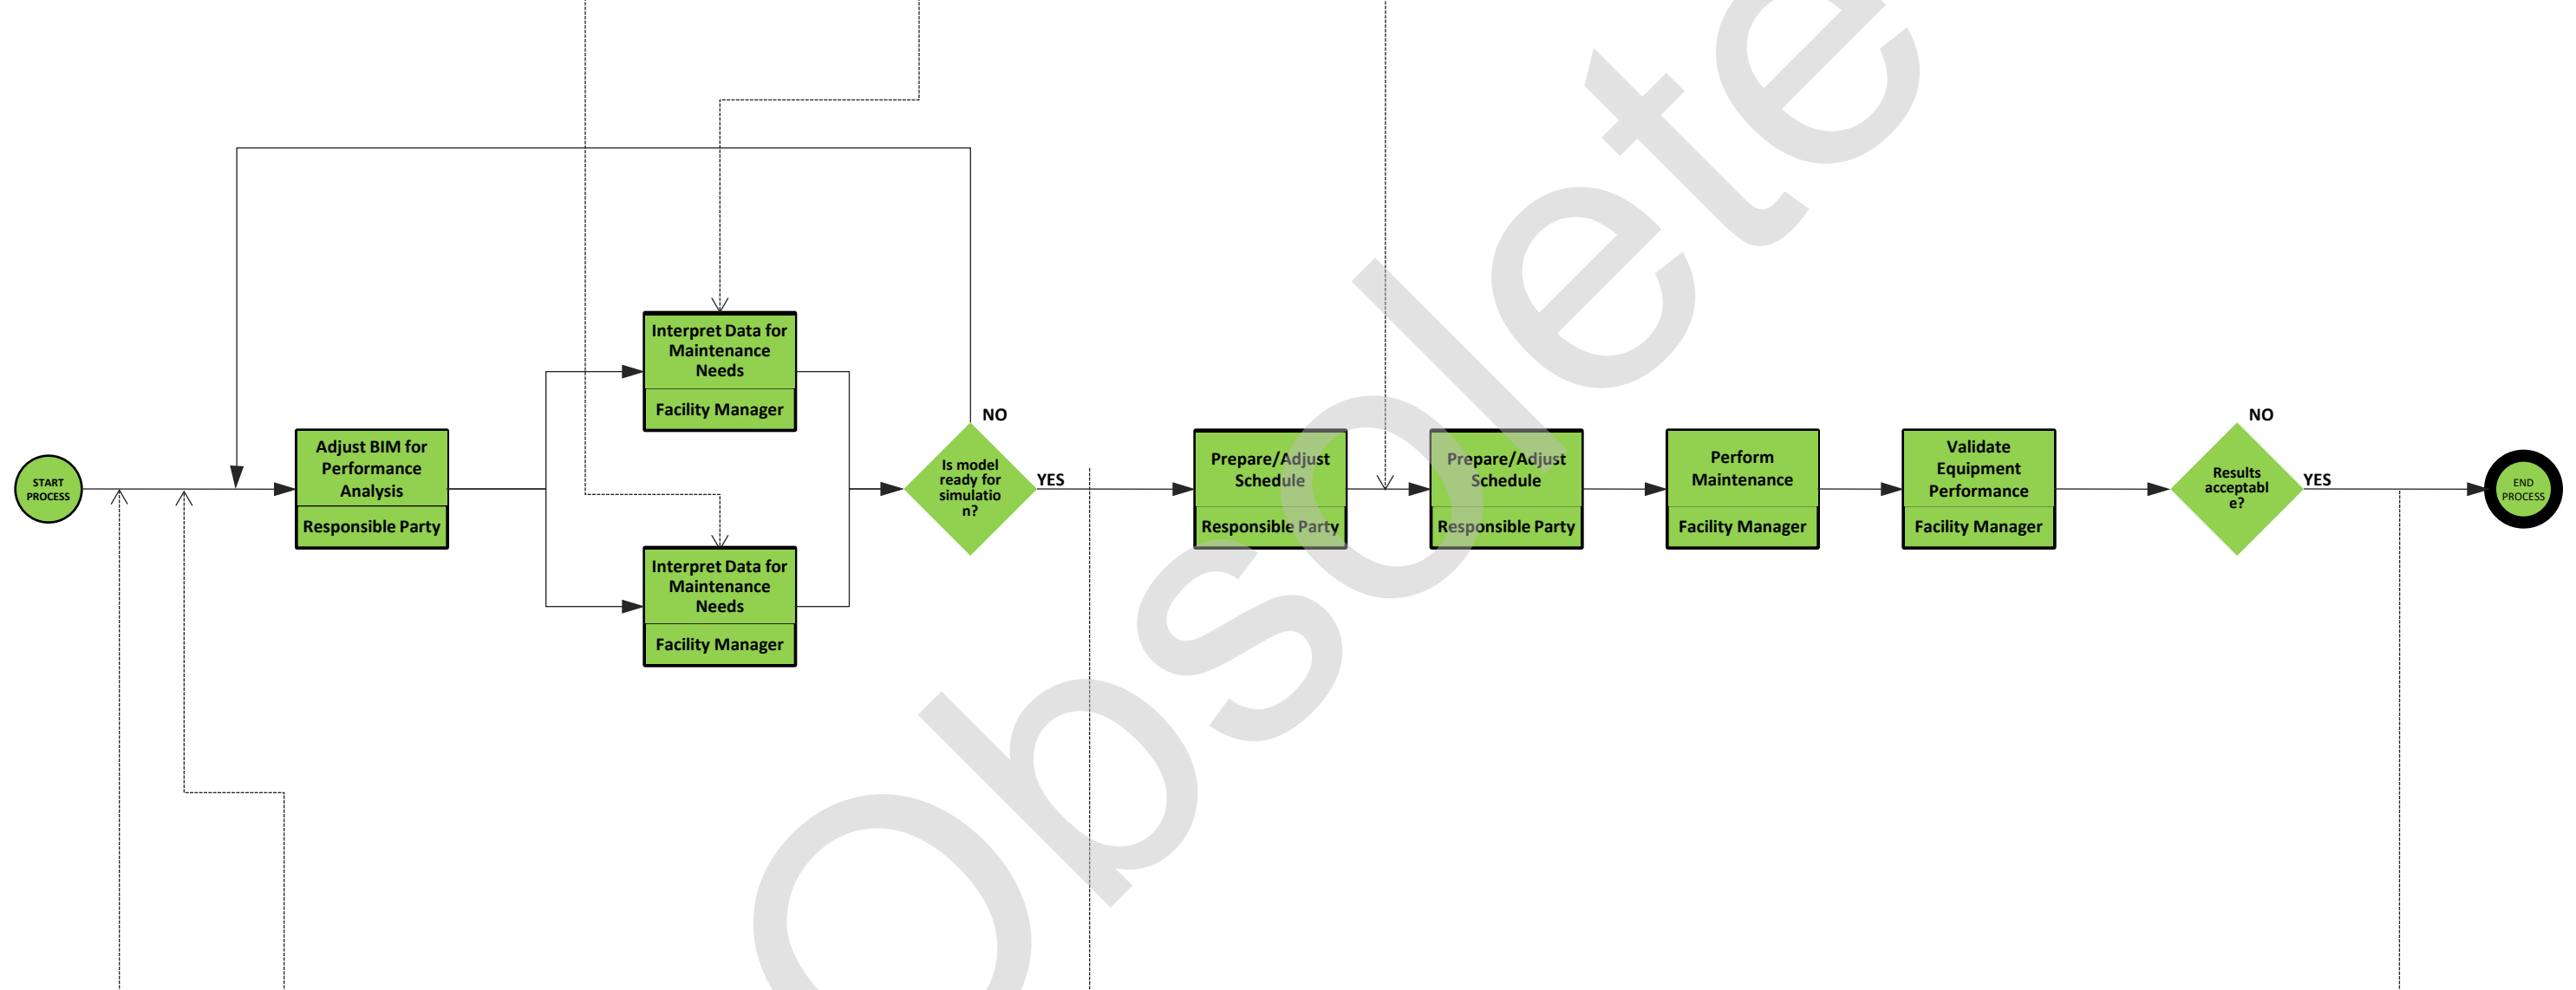 START
PROCESS
Adjust BIM for
Performance
Analysis
Responsible Party
Interpret Data for
Maintenance
Needs
Facility Manager
Interpret Data for
Maintenance
Needs
Facility Manager
Is model
ready for
simulatio
n?
NO
YES
Prepare/Adjust
Schedule
Responsible Party
Prepare/Adjust
Schedule
Responsible Party
Perform
Maintenance
Facility Manager
Validate
Equipment
Performance
Facility Manager
Results
acceptabl
e?
NO
YES
END
PROCESS
Obsolete